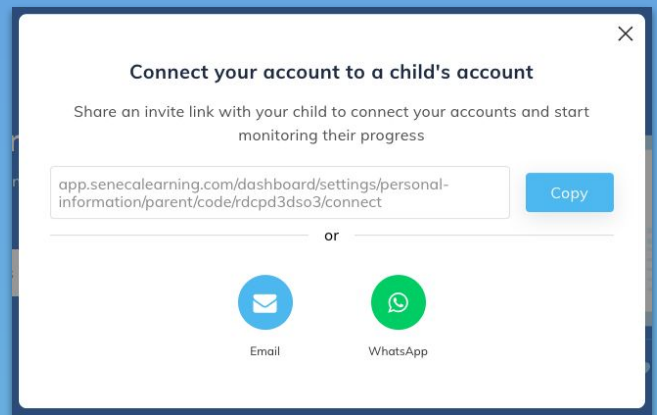 Connect your account to a child's account
Share an invite link with your child to connect your accounts and start
monitoring their progress
app.senecalearning.com/dashboard/settings/personal-
information/parent/code/rdcpd3dso3/connect
Copy
or
Email
WhatsApp